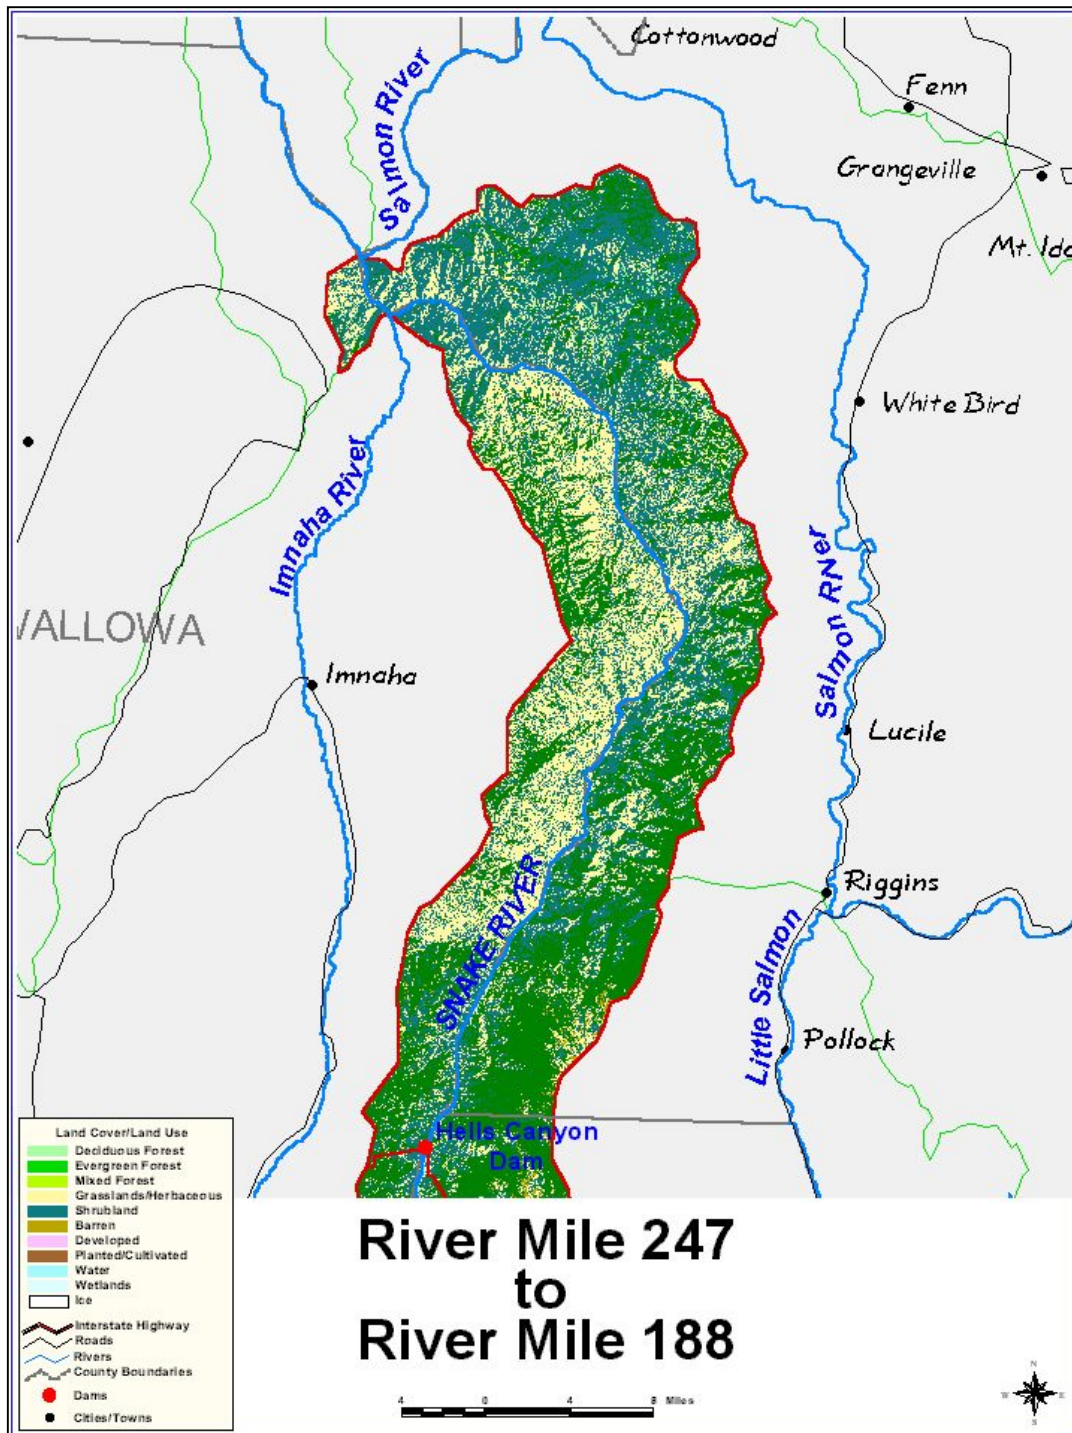 Cottonwood
Salmon River
Fenn
Grangeville
Mt. Ida
White Bird
Imnaha River
WALLOWA
Salmon River
Imnaha
Lucile
Riggins
SNAKE RIVER
Little Salmon
Pollock
Hells Canyon
Dam
Land Cover/Land Use
Deciduous Forest
Evergreen Forest
Mixed Forest
Grasslands/Herbaceous
Shrubland
Barren
Developed
Planted/Cultivated
Water
Wetlands
Ice
Interstate Highway
Roads
Rivers
County Boundaries
Dams
Cities/Towns
River Mile 247
to
River Mile 188
4 0 4 8 Miles
N
W E
S